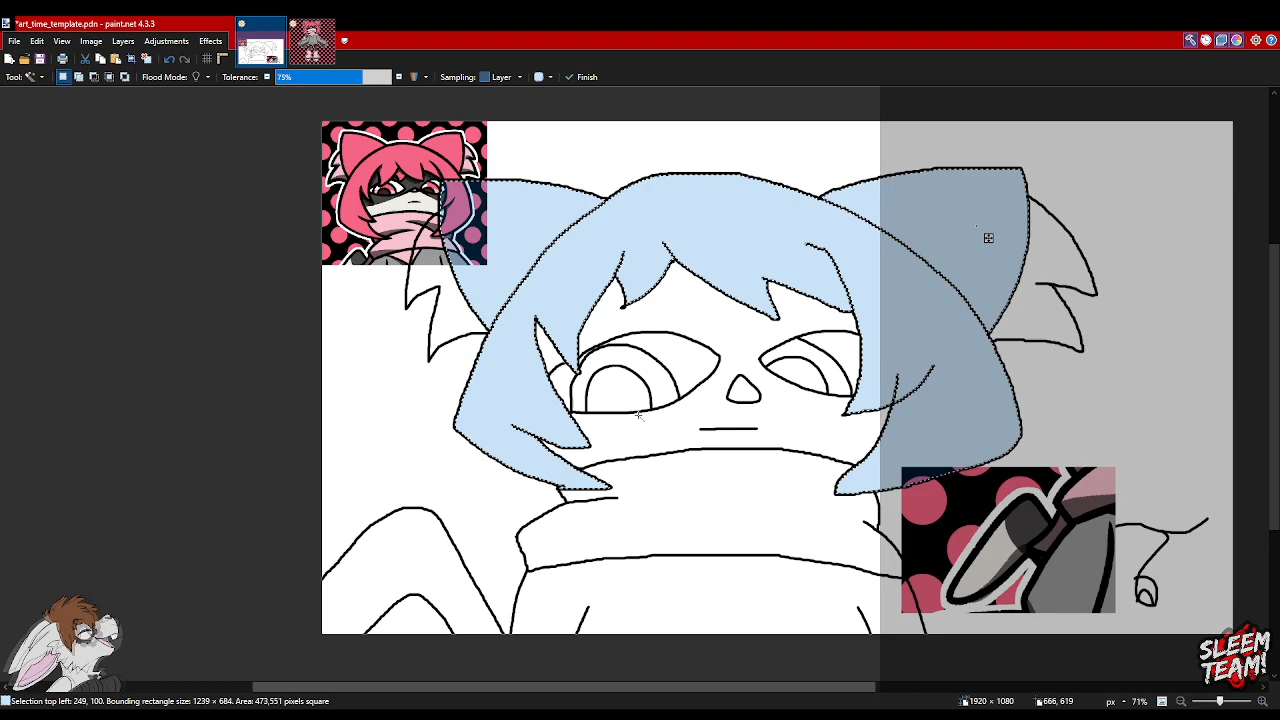 *art_time_template.pdn - paint.net 4.3.3
File Edit View Image Layers Adjustments Effects
Tool: Flood Mode: Tolerance: 75% Sampling: Layer Finish
SLEEM
TEAM!
Selection top left: 249, 100. Bounding rectangle size: 1239 × 684. Area: 473,551 pixels square 1920 × 1080 666, 619 px 71%